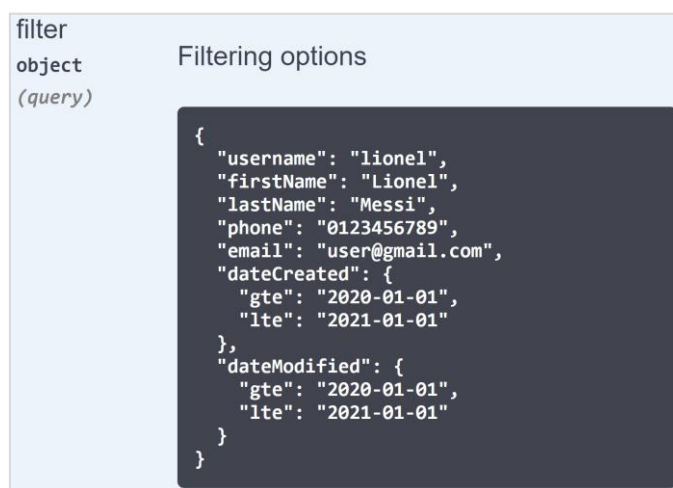 filter
object
(query)
Filtering options
{
  "username": "lionel",
  "firstName": "Lionel",
  "lastName": "Messi",
  "phone": "0123456789",
  "email": "user@gmail.com",
  "dateCreated": {
    "gte": "2020-01-01",
    "lte": "2021-01-01"
  },
  "dateModified": {
    "gte": "2020-01-01",
    "lte": "2021-01-01"
  }
}